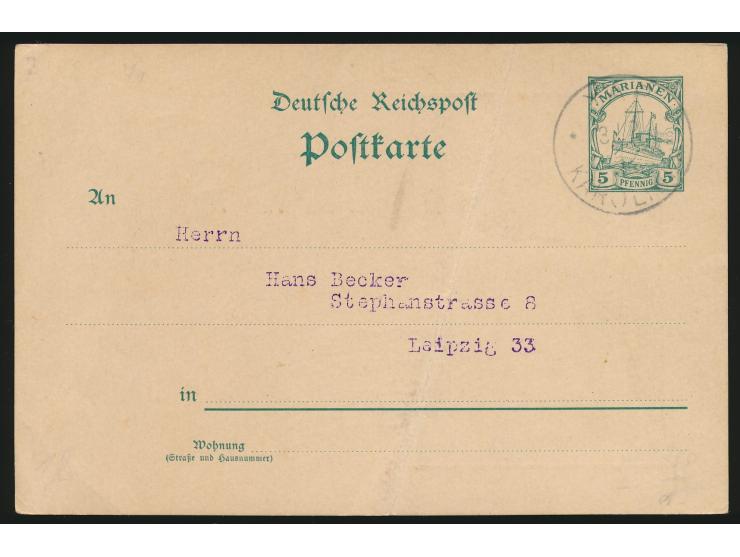 Deutsche Reichspost
Postkarte
MARIANEN
5 PFENNIG 5
An
Herrn
Hans Becker
Stephanstrasse 8
Leipzig 33
in
Wohnung
(Straße und Hausnummer)